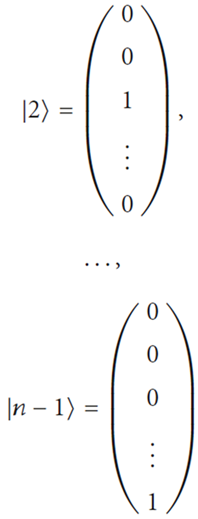 |2⟩ = ( 0 0 1 ⋮ 0 ) ,
…,
|n − 1⟩ = ( 0 0 0 ⋮ 1 )